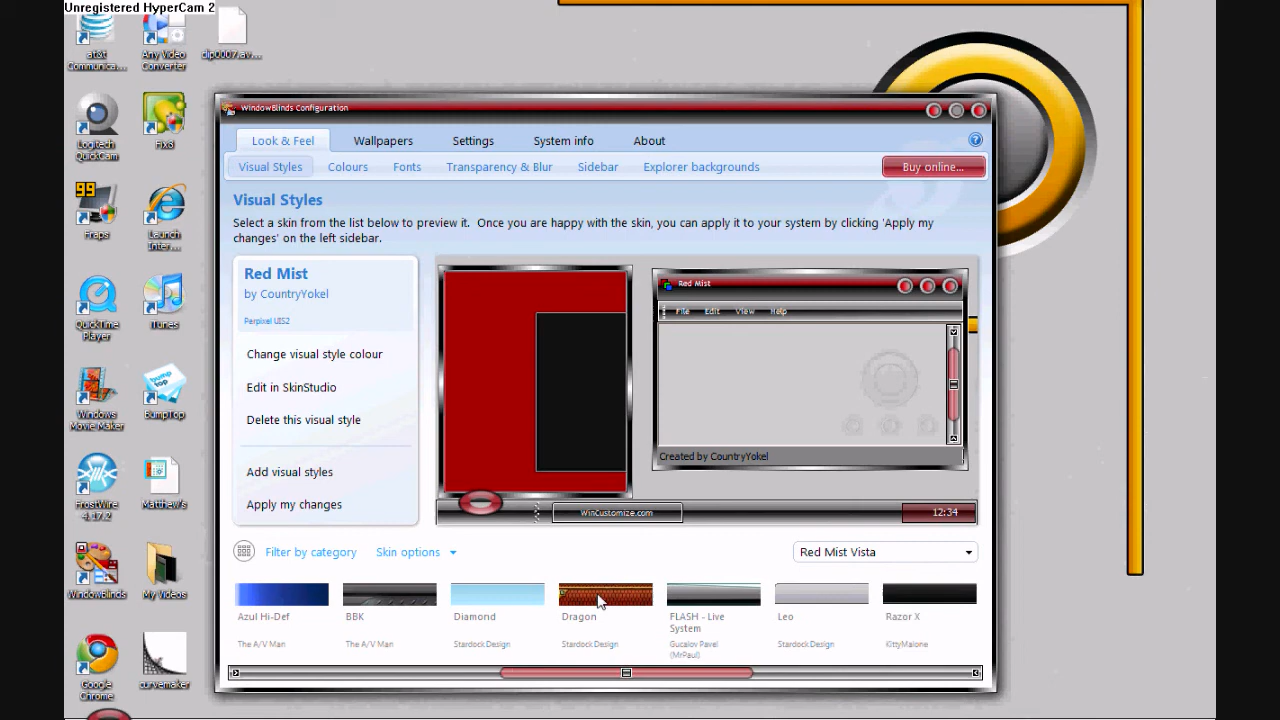 Unregistered HyperCam 2
at&t
Communica...
Any Video
Converter
clip0007.av...
Logitech
QuickCam
Fix8
99
Fraps
Launch
Inter...
QuickTime
Player
iTunes
Windows
Movie Maker
BumpTop
FrostWire
4.17.2
Matthew's
WindowBlinds
My Videos
Google
Chrome
curvemaker
WindowBlinds Configuration
Look & Feel
Wallpapers
Settings
System info
About
Visual Styles
Colours
Fonts
Transparency & Blur
Sidebar
Explorer backgrounds
Buy online...
Visual Styles
Select a skin from the list below to preview it. Once you are happy with the skin, you can apply it to your system by clicking 'Apply my
changes' on the left sidebar.
Red Mist
by CountryYokel
Perpixel UIS2
Change visual style colour
Edit in SkinStudio
Delete this visual style
Add visual styles
Apply my changes
Red Mist
File Edit View Help
Created by CountryYokel
WinCustomize.com
12:34
Filter by category
Skin options
Red Mist Vista
Azul Hi-Def
The A/V Man
BBK
The A/V Man
Diamond
Stardock Design
Dragon
Stardock Design
FLASH - Live
System
Gucalov Pavel
(MrPaul)
Leo
Stardock Design
Razor X
KittyMalone